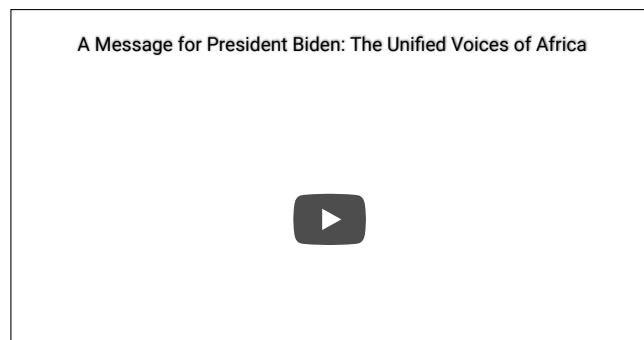 A Message for President Biden: The Unified Voices of Africa